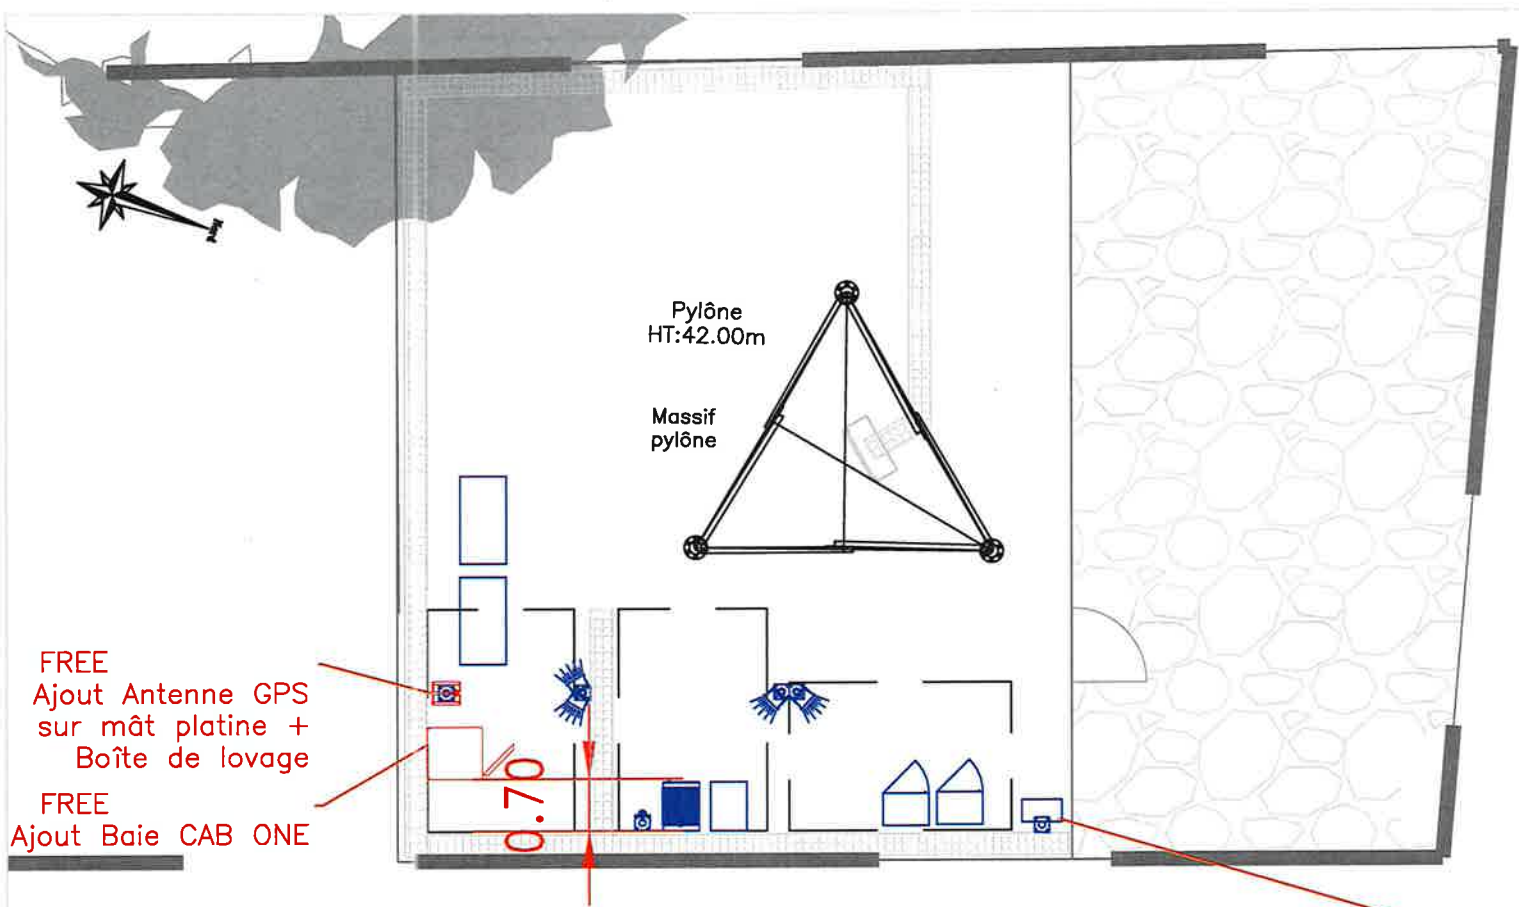 Nord
Pylône
HT:42.00m
Massif
pylône
FREE
Ajout Antenne GPS
sur mât platine +
Boîte de lovage
FREE
Ajout Baie CAB ONE
0.70